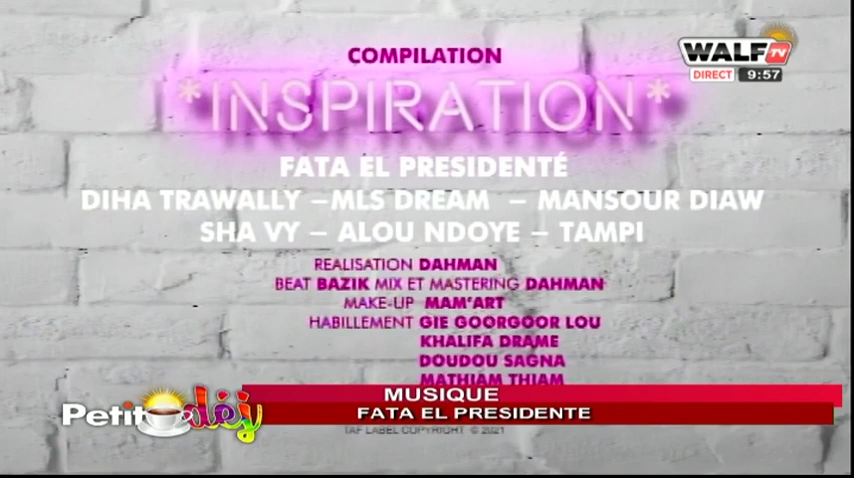 COMPILATION
*INSPIRATION*
FATA EL PRESIDENTÉ
DIHA TRAWALLY – MLS DREAM – MANSOUR DIAW
SHA VY – ALOU NDOYE – TAMPI
REALISATION DAHMAN
BEAT BAZIK MIX ET MASTERING DAHMAN
MAKE-UP MAM'ART
HABILLEMENT GIE GOORGOOR LOU
KHALIFA DRAME
DOUDOU SAGNA
MATHIAM THIAM
TAF LABEL COPYRIGHT © 2021
WALF TV
DIRECT 9:57
Petit déj
MUSIQUE
FATA EL PRESIDENTE